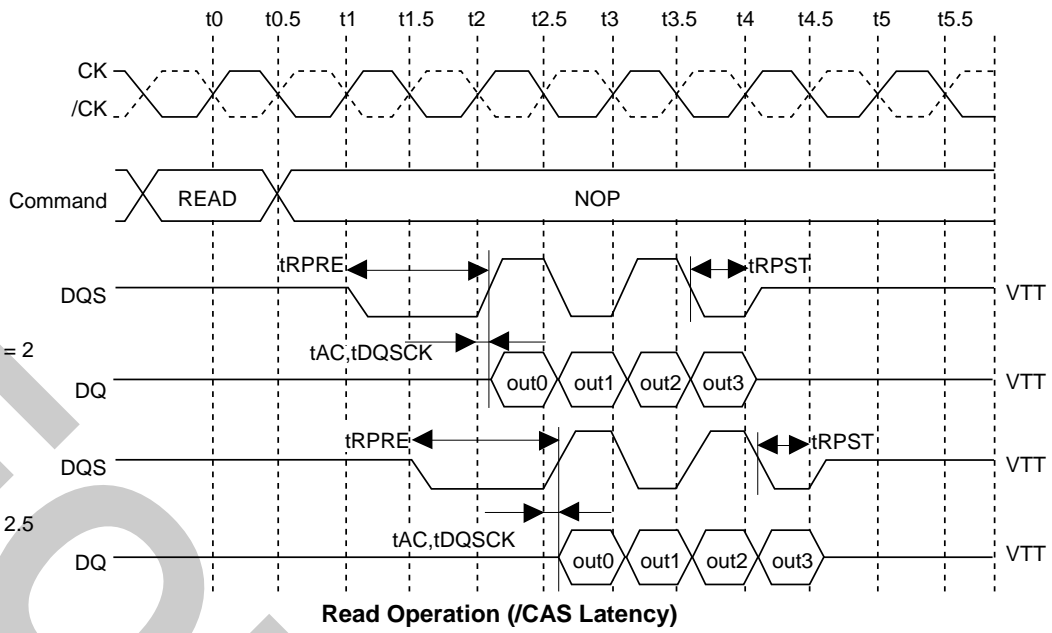 t0 t0.5 t1 t1.5 t2 t2.5 t3 t3.5 t4 t4.5 t5 t5.5
CK
/CK
Command READ NOP
tRPRE tRPST
DQS VTT
= 2
tAC,tDQSCK
DQ out0 out1 out2 out3 VTT
tRPRE tRPST
DQS VTT
2.5
tAC,tDQSCK
DQ out0 out1 out2 out3 VTT
Read Operation (/CAS Latency)